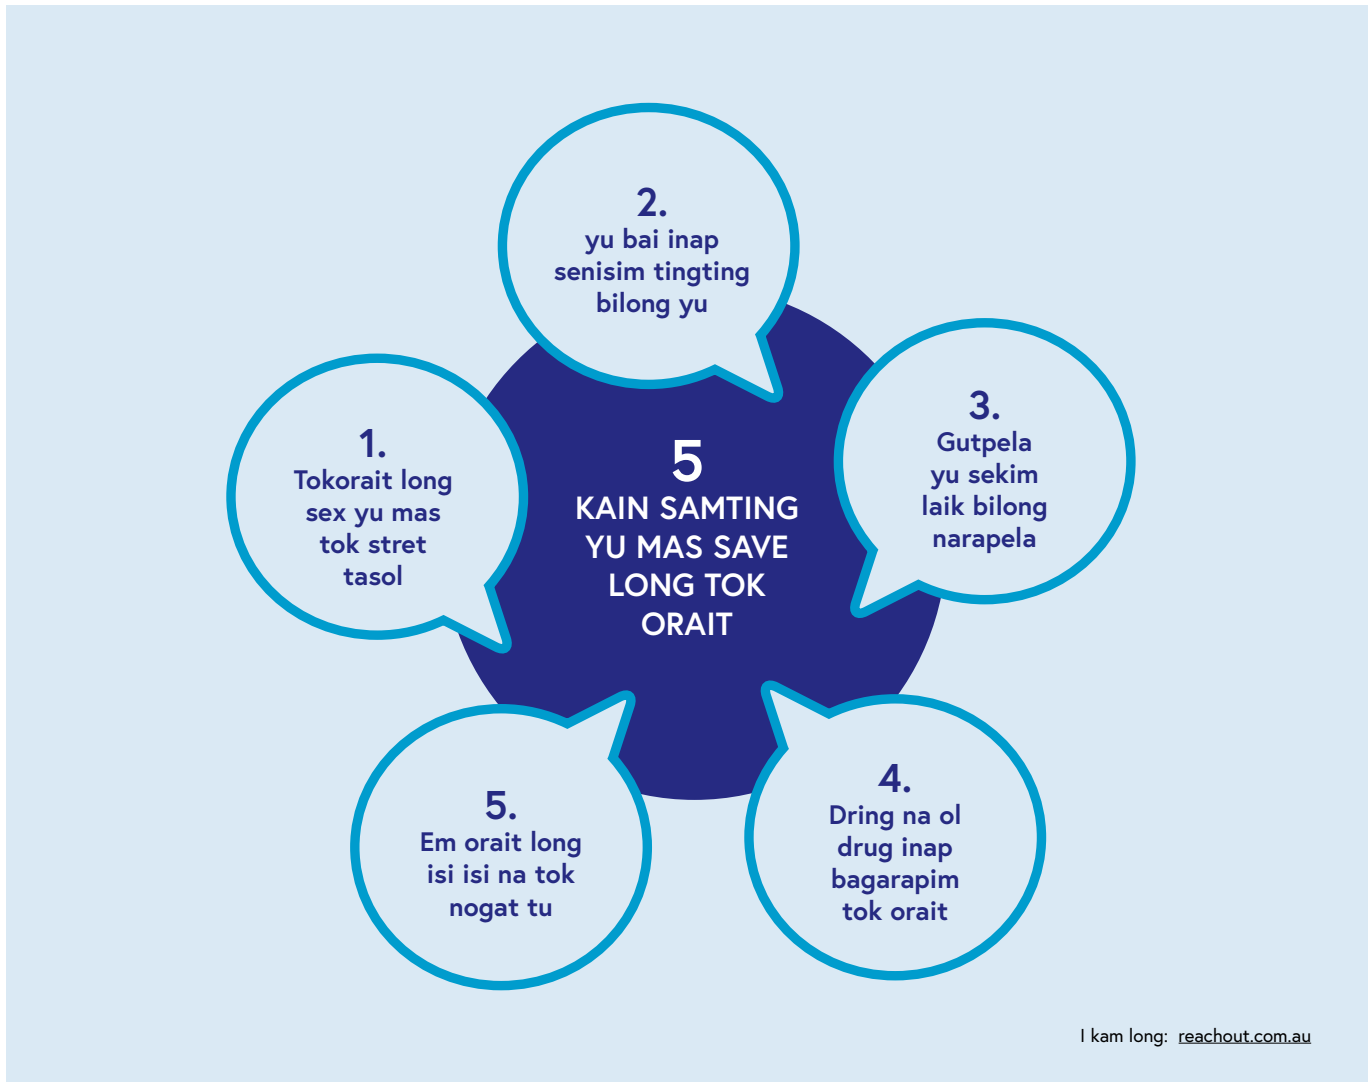 5
KAIN SAMTING
YU MAS SAVE
LONG TOK
ORAIT
1.
Tokorait long
sex yu mas
tok stret
tasol
2.
yu bai inap
senisim tingting
bilong yu
3.
Gutpela
yu sekim
laik bilong
narapela
4.
Dring na ol
drug inap
bagarapim
tok orait
5.
Em orait long
isi isi na tok
nogat tu
I kam long: reachout.com.au